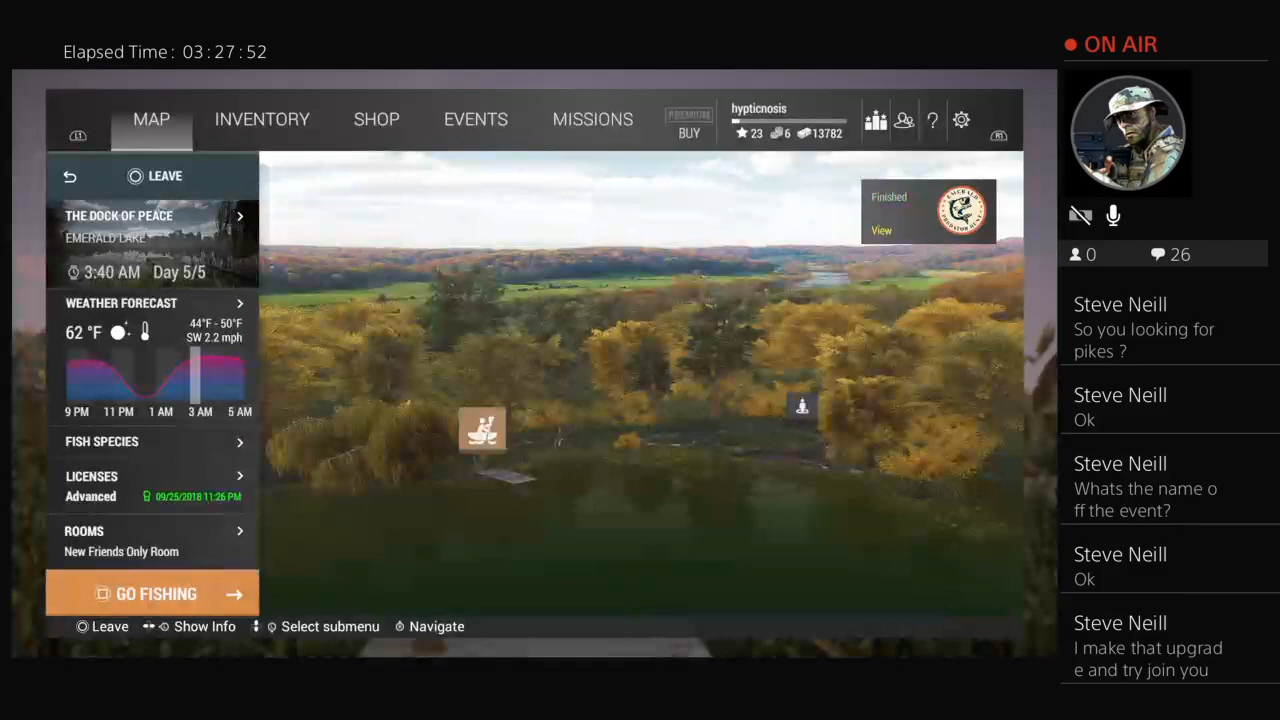 Elapsed Time: 03:27:52
ON AIR
L1
MAP
INVENTORY
SHOP
EVENTS
MISSIONS
PREMIUM
BUY
hypticnosis
23
6
13782
?
R1
LEAVE
THE DOCK OF PEACE
EMERALD LAKE
3:40 AM Day 5/5
WEATHER FORECAST
62 °F
44°F - 50°F
SW 2.2 mph
9 PM 11 PM 1 AM 3 AM 5 AM
FISH SPECIES
LICENSES
Advanced
09/25/2018 11:26 PM
ROOMS
New Friends Only Room
GO FISHING
Leave
Show Info
Select submenu
Navigate
Finished
View
EMERALD
PREDATOR HUNT
0
26
Steve Neill
So you looking for
pikes ?
Steve Neill
Ok
Steve Neill
Whats the name o
ff the event?
Steve Neill
Ok
Steve Neill
I make that upgrad
e and try join you